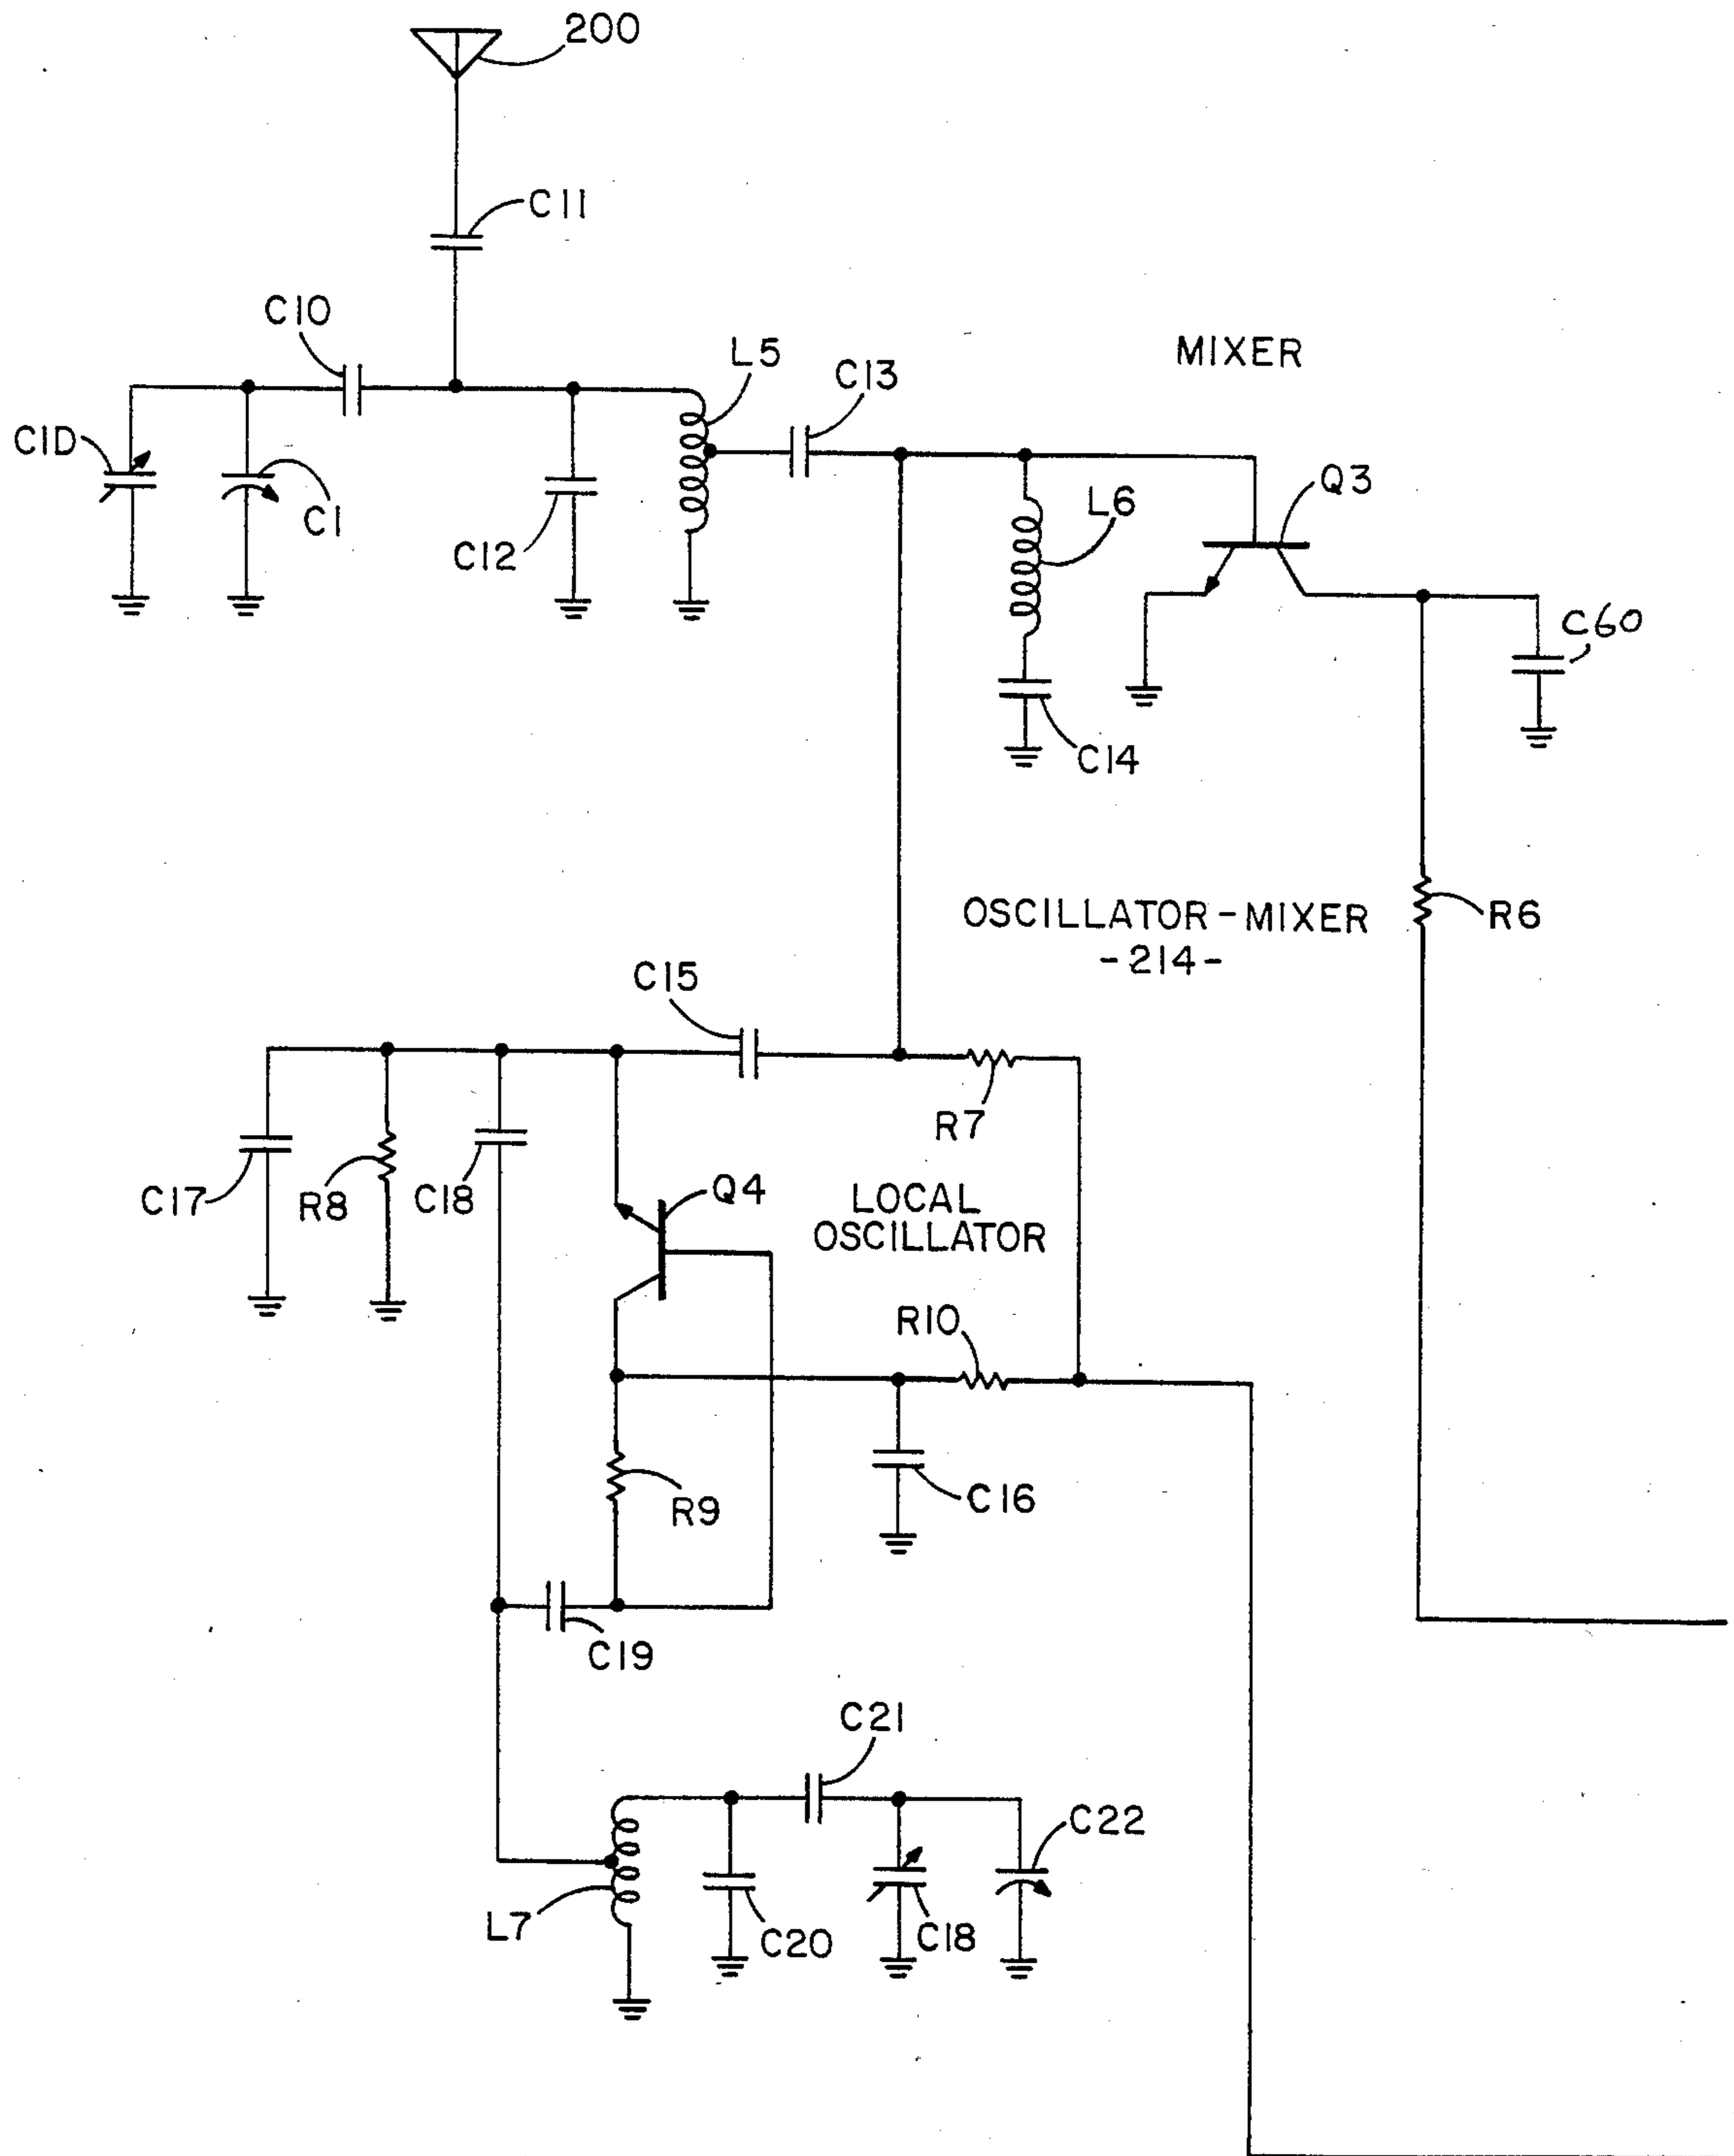 200
C11
C10
L5
C13
MIXER
C1D
C1
C12
L6
Q3
C60
C14
OSCILLATOR-MIXER
-214-
R6
C15
R7
C17
R8
C18
Q4
LOCAL
OSCILLATOR
R10
R9
C16
C19
C21
C22
L7
C20
C18